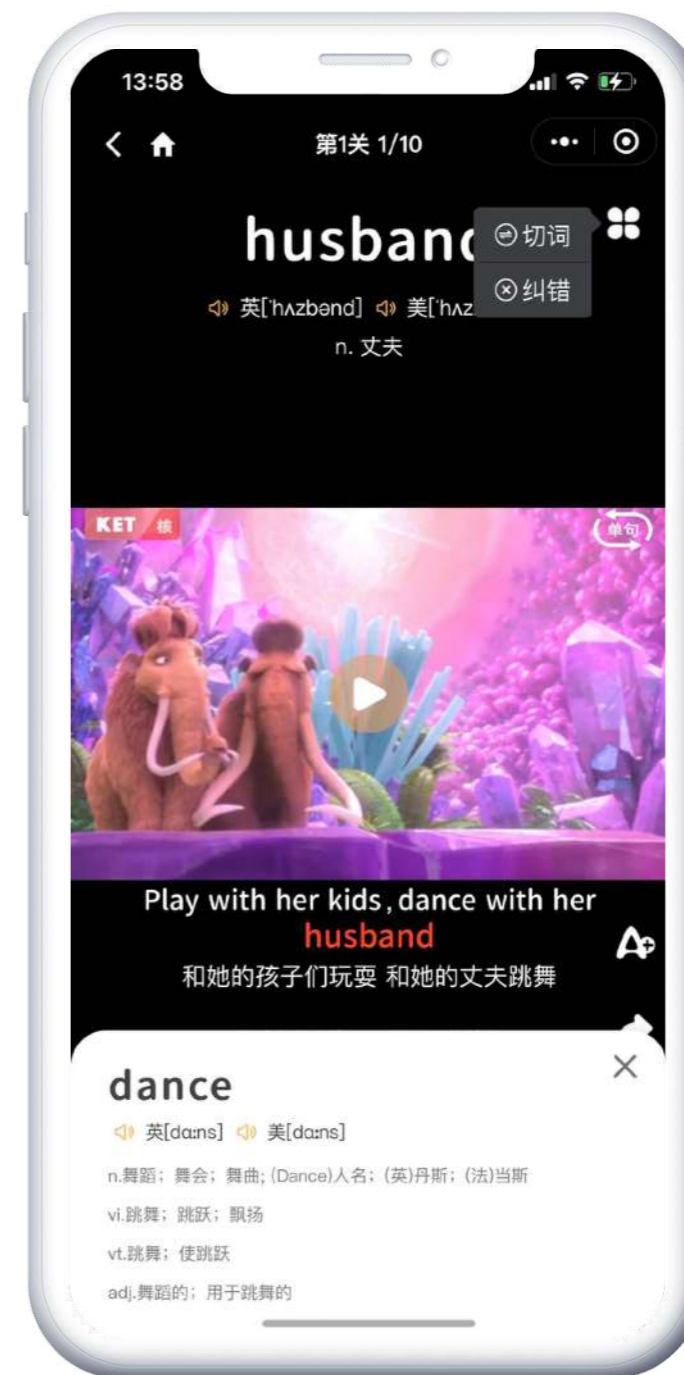 13:58
第1关 1/10
husband
切词
纠错
英['hʌzbənd] 美['hʌz
n. 丈夫
KET 核
单句
Play with her kids,dance with her
husband
和她的孩子们玩耍 和她的丈夫跳舞
A+
dance
英[dɑːns] 美[dɑːns]
n.舞蹈；舞会；舞曲; (Dance)人名；(英)丹斯；(法)当斯
vi.跳舞；跳跃；飘扬
vt.跳舞；使跳跃
adj.舞蹈的；用于跳舞的